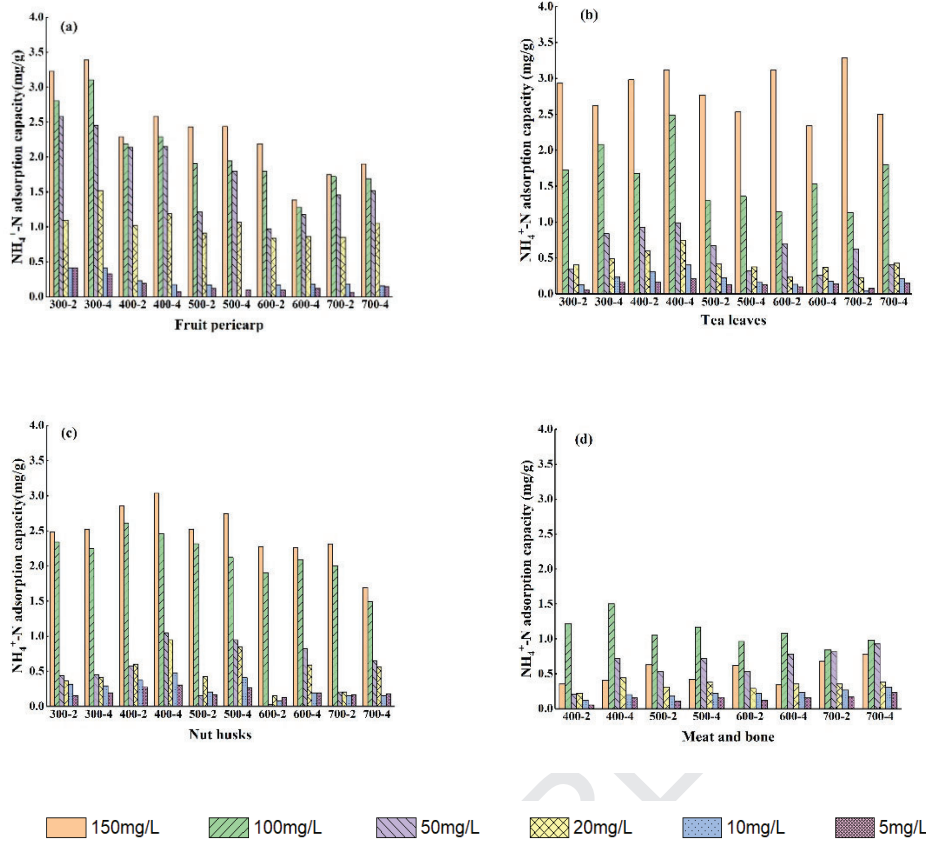 (a)
NH₄⁺-N adsorption capacity(mg/g)
4.0
3.5
3.0
2.5
2.0
1.5
1.0
0.5
0.0
300-2 300-4 400-2 400-4 500-2 500-4 600-2 600-4 700-2 700-4
Fruit pericarp
(b)
NH₄⁺-N adsorption capacity (mg/g)
4.0
3.5
3.0
2.5
2.0
1.5
1.0
0.5
0.0
300-2 300-4 400-2 400-4 500-2 500-4 600-2 600-4 700-2 700-4
Tea leaves
(c)
NH₄⁺-N adsorption capacity(mg/g)
4.0
3.5
3.0
2.5
2.0
1.5
1.0
0.5
0.0
300-2 300-4 400-2 400-4 500-2 500-4 600-2 600-4 700-2 700-4
Nut husks
(d)
NH₄⁺-N adsorption capacity (mg/g)
4.0
3.5
3.0
2.5
2.0
1.5
1.0
0.5
0.0
400-2 400-4 500-2 500-4 600-2 600-4 700-2 700-4
Meat and bone
150mg/L 100mg/L 50mg/L 20mg/L 10mg/L 5mg/L